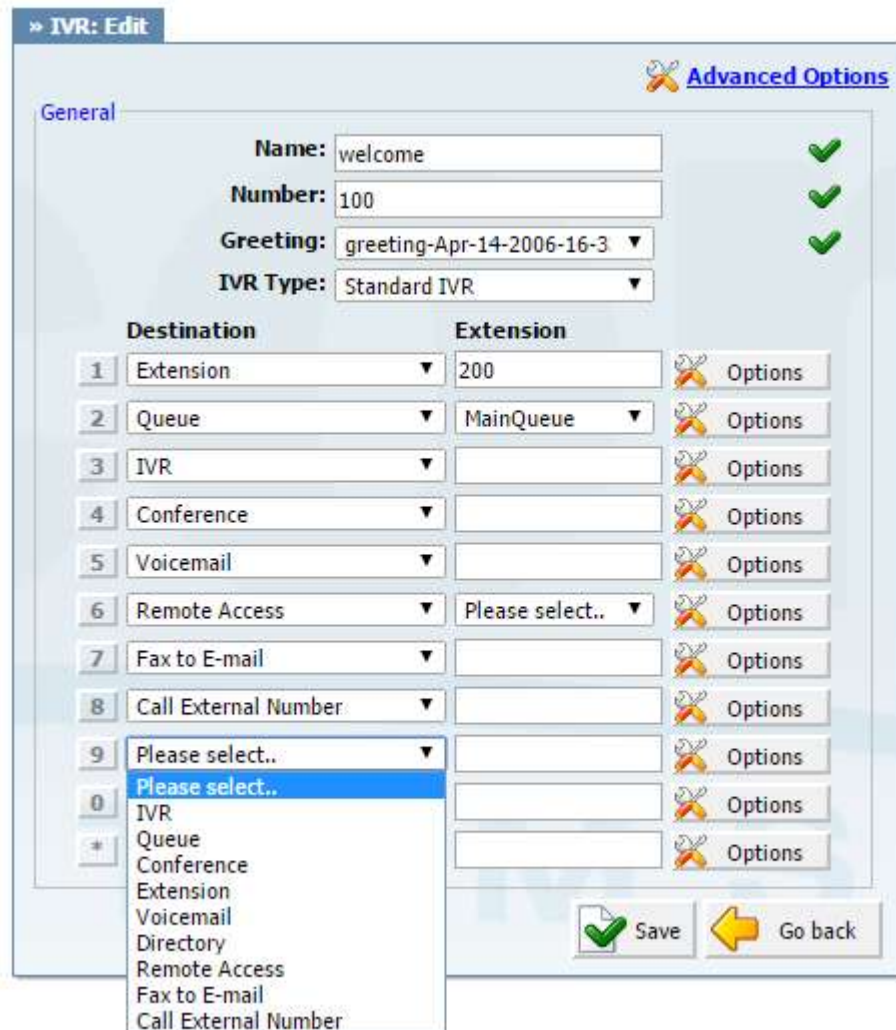 » IVR: Edit
Advanced Options
General
Name: welcome
Number: 100
Greeting: greeting-Apr-14-2006-16-3
IVR Type: Standard IVR
Destination Extension
1 Extension 200 Options
2 Queue MainQueue Options
3 IVR Options
4 Conference Options
5 Voicemail Options
6 Remote Access Please select.. Options
7 Fax to E-mail Options
8 Call External Number Options
9 Please select.. Options
Please select..
0 Options
IVR
Queue
* Options
Conference
Extension
Voicemail
Save Go back
Directory
Remote Access
Fax to E-mail
Call External Number